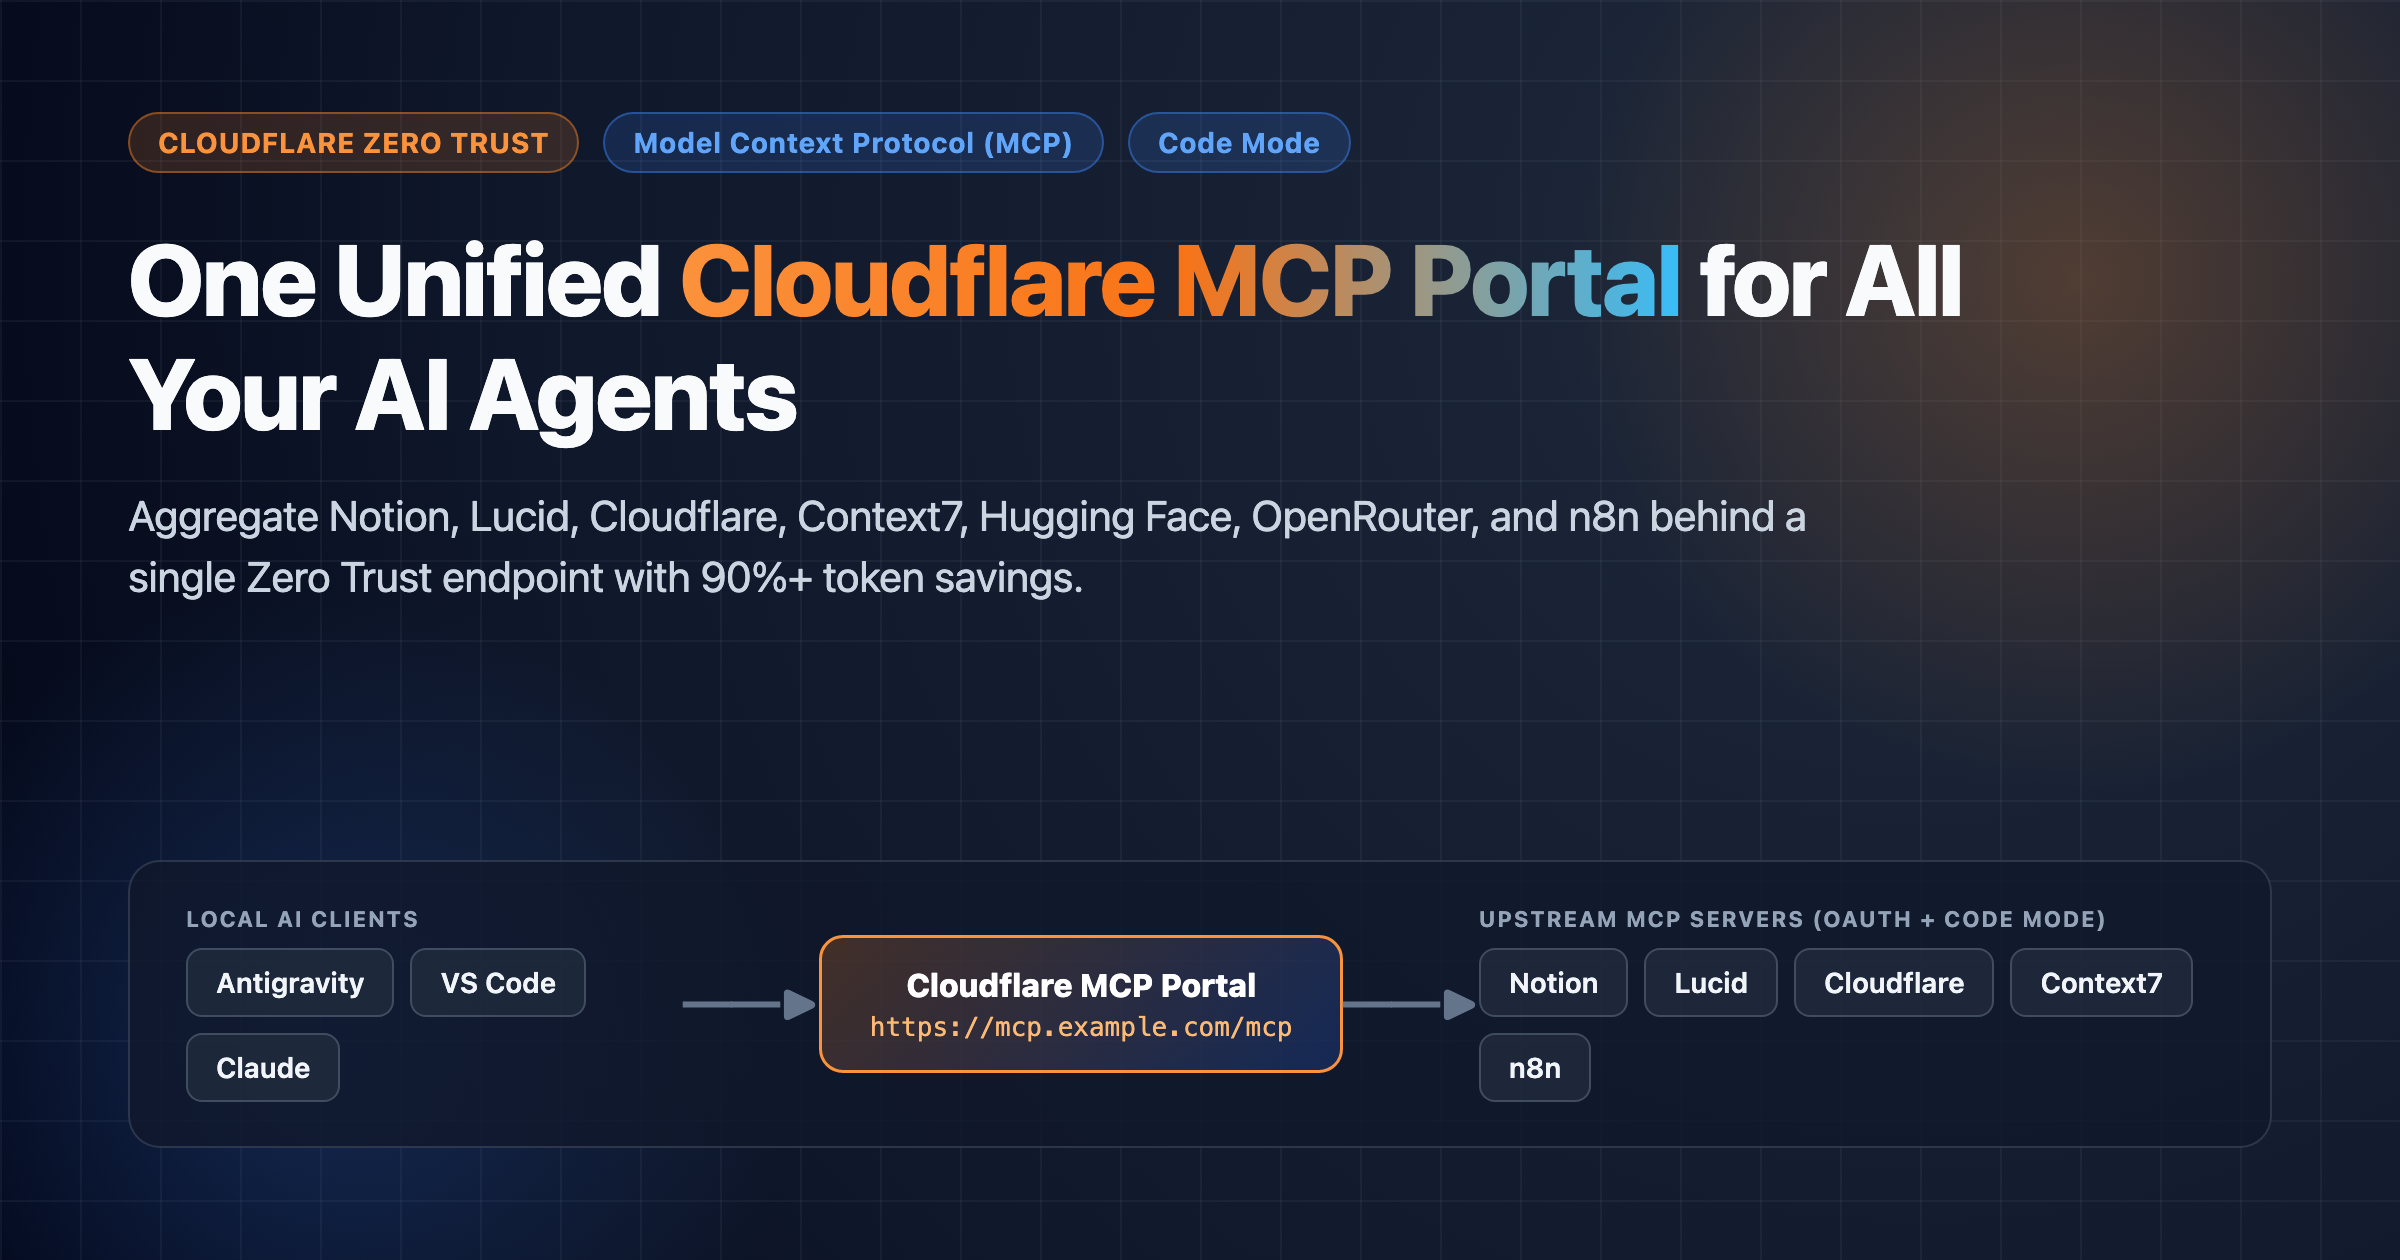 CLOUDFLARE ZERO TRUST
Model Context Protocol (MCP)
Code Mode
One Unified Cloudflare MCP Portal for All
Your AI Agents
Aggregate Notion, Lucid, Cloudflare, Context7, Hugging Face, OpenRouter, and n8n behind a
single Zero Trust endpoint with 90%+ token savings.
LOCAL AI CLIENTS
Antigravity
VS Code
Claude
Cloudflare MCP Portal
https://mcp.example.com/mcp
UPSTREAM MCP SERVERS (OAUTH + CODE MODE)
Notion
Lucid
Cloudflare
Context7
n8n